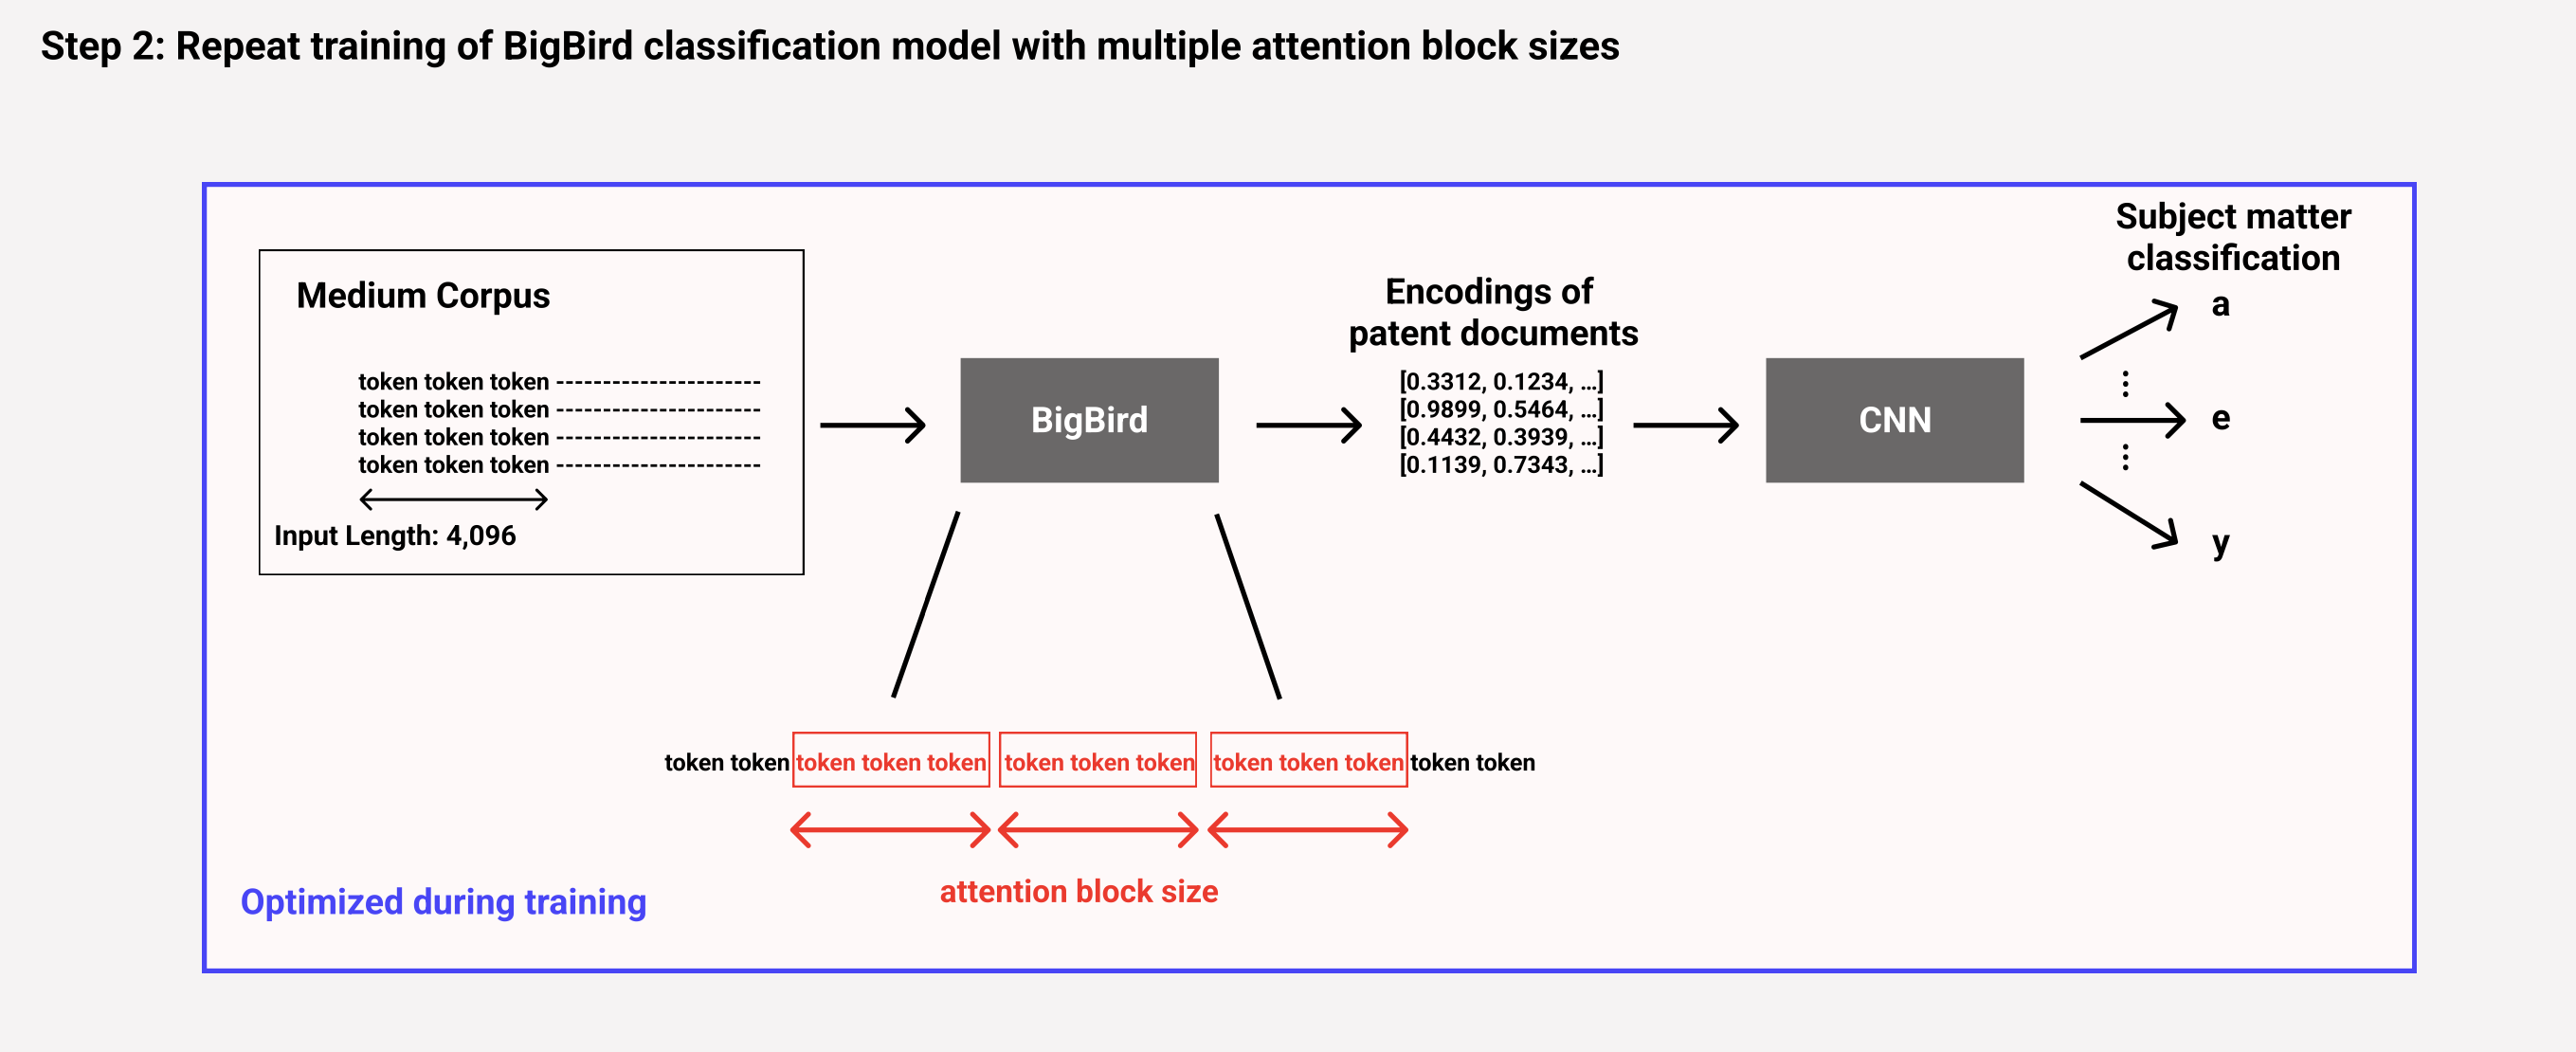 Step 2: Repeat training of BigBird classification model with multiple attention block sizes
Medium Corpus
token token token ----------------------
token token token ----------------------
token token token ----------------------
token token token ----------------------
Input Length: 4,096
BigBird
Encodings of
patent documents
[0.3312, 0.1234, ...]
[0.9899, 0.5464, ...]
[0.4432, 0.3939, ...]
[0.1139, 0.7343, ...]
CNN
Subject matter
classification
a
⋮
e
⋮
y
token token token token token token token token token token token token token
attention block size
Optimized during training